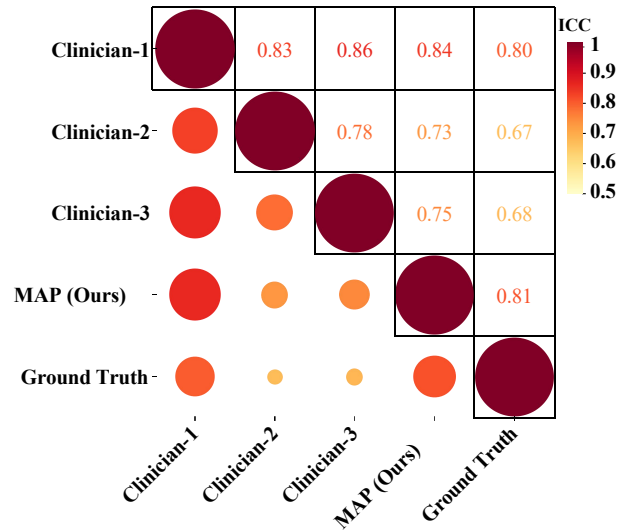 ICC
Clinician-1 0.83 0.86 0.84 0.80
1
0.9
Clinician-2 0.78 0.73 0.67
0.8
0.7
0.6
0.5
Clinician-3 0.75 0.68
MAP (Ours) 0.81
Ground Truth
Clinician-1
Clinician-2
Clinician-3
MAP (Ours)
Ground Truth